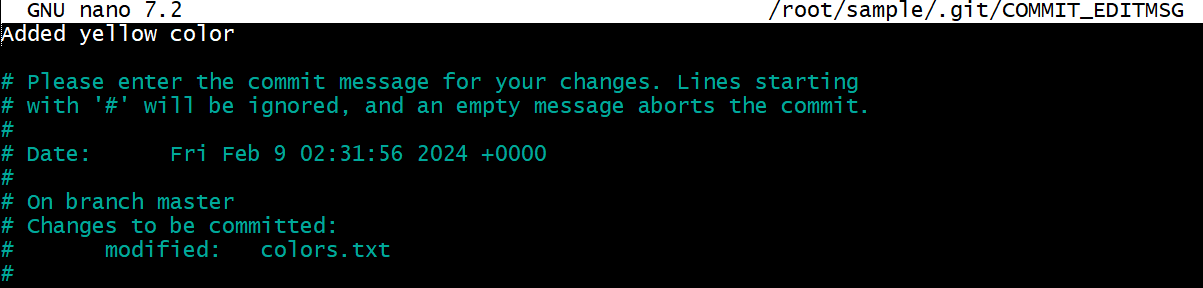 GNU nano 7.2 /root/sample/.git/COMMIT_EDITMSG
Added yellow color
# Please enter the commit message for your changes. Lines starting
# with '#' will be ignored, and an empty message aborts the commit.
#
# Date:      Fri Feb 9 02:31:56 2024 +0000
#
# On branch master
# Changes to be committed:
#       modified:   colors.txt
#